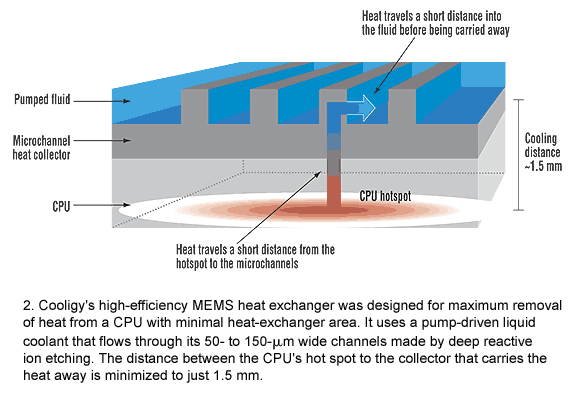 Heat travels a short distance into
the fluid before being carried away
Pumped fluid
Microchannel
heat collector
Cooling
distance
~1.5 mm
CPU
CPU hotspot
Heat travels a short distance from the
hotspot to the microchannels
2. Cooligy's high-efficiency MEMS heat exchanger was designed for maximum removal
of heat from a CPU with minimal heat-exchanger area. It uses a pump-driven liquid
coolant that flows through its 50- to 150-μm wide channels made by deep reactive
ion etching. The distance between the CPU's hot spot to the collector that carries the
heat away is minimized to just 1.5 mm.